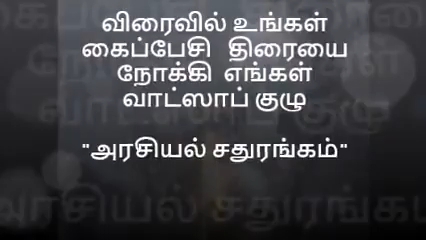 விரைவில் உங்கள்
கைப்பேசி திரையை
நோக்கி எங்கள்
வாட்ஸாப் குழு
"அரசியல் சதுரங்கம்"